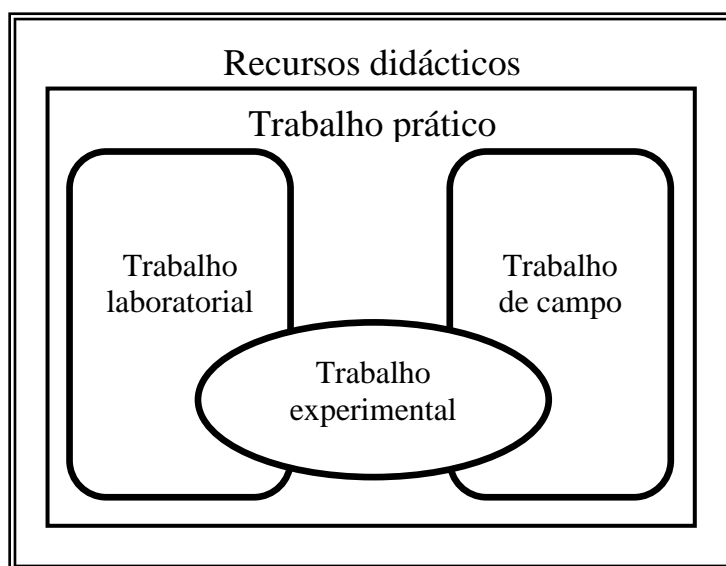 Recursos didácticos
Trabalho prático
Trabalho
laboratorial
Trabalho
de campo
Trabalho
experimental